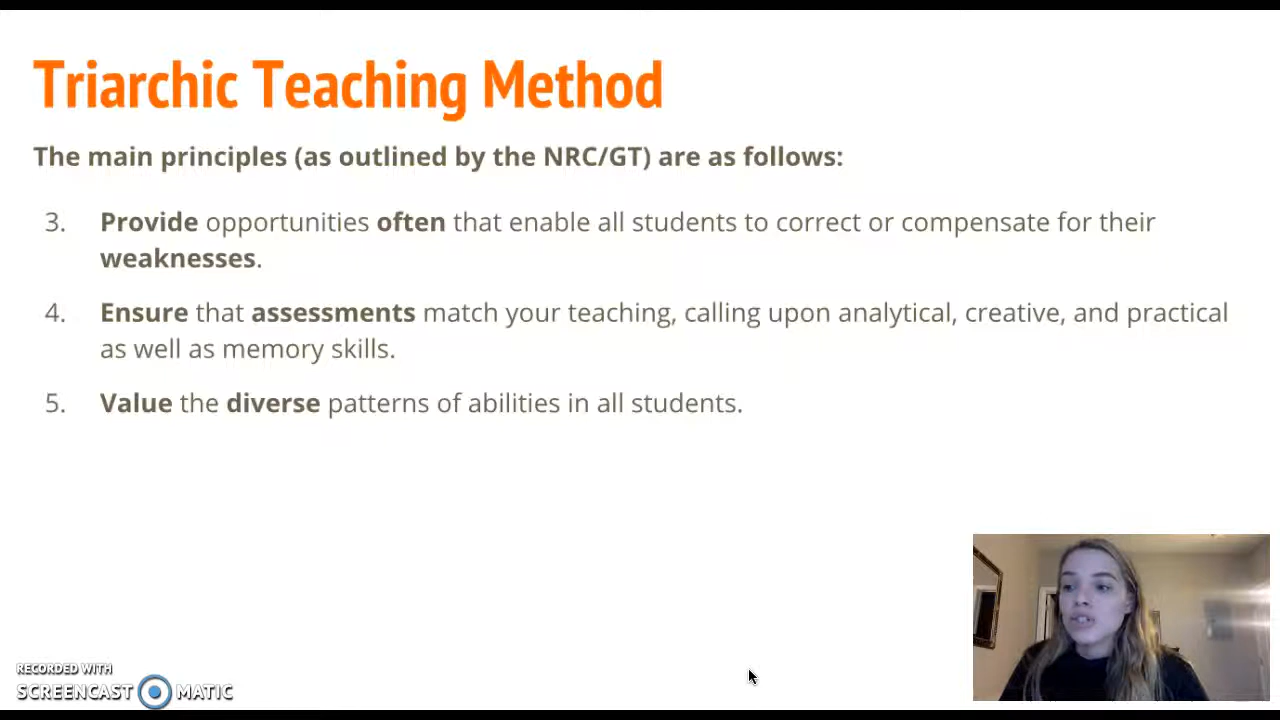 Triarchic Teaching Method
The main principles (as outlined by the NRC/GT) are as follows:
3. Provide opportunities often that enable all students to correct or compensate for their
weaknesses.
4. Ensure that assessments match your teaching, calling upon analytical, creative, and practical
as well as memory skills.
5. Value the diverse patterns of abilities in all students.
RECORDED WITH
SCREENCAST MATIC